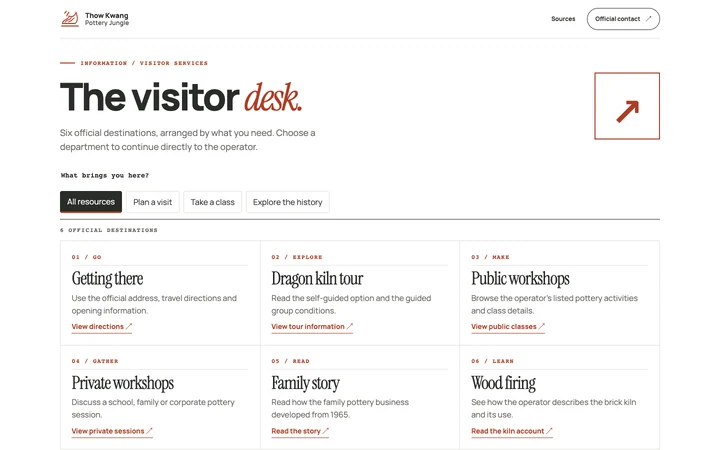 Thow Kwang
Pottery Jungle
Sources
Official contact ↗
INFORMATION / VISITOR SERVICES
The visitor desk.
Six official destinations, arranged by what you need. Choose a
department to continue directly to the operator.
What brings you here?
All resources
Plan a visit
Take a class
Explore the history
6 OFFICIAL DESTINATIONS
01 / GO
Getting there
Use the official address, travel directions and
opening information.
View directions ↗
02 / EXPLORE
Dragon kiln tour
Read the self-guided option and the guided
group conditions.
View tour information ↗
03 / MAKE
Public workshops
Browse the operator's listed pottery activities
and class details.
View public classes ↗
04 / GATHER
Private workshops
Discuss a school, family or corporate pottery
session.
View private sessions ↗
05 / READ
Family story
Read how the family pottery business
developed from 1965.
Read the story ↗
06 / LEARN
Wood firing
See how the operator describes the brick kiln
and its use.
Read the kiln account ↗